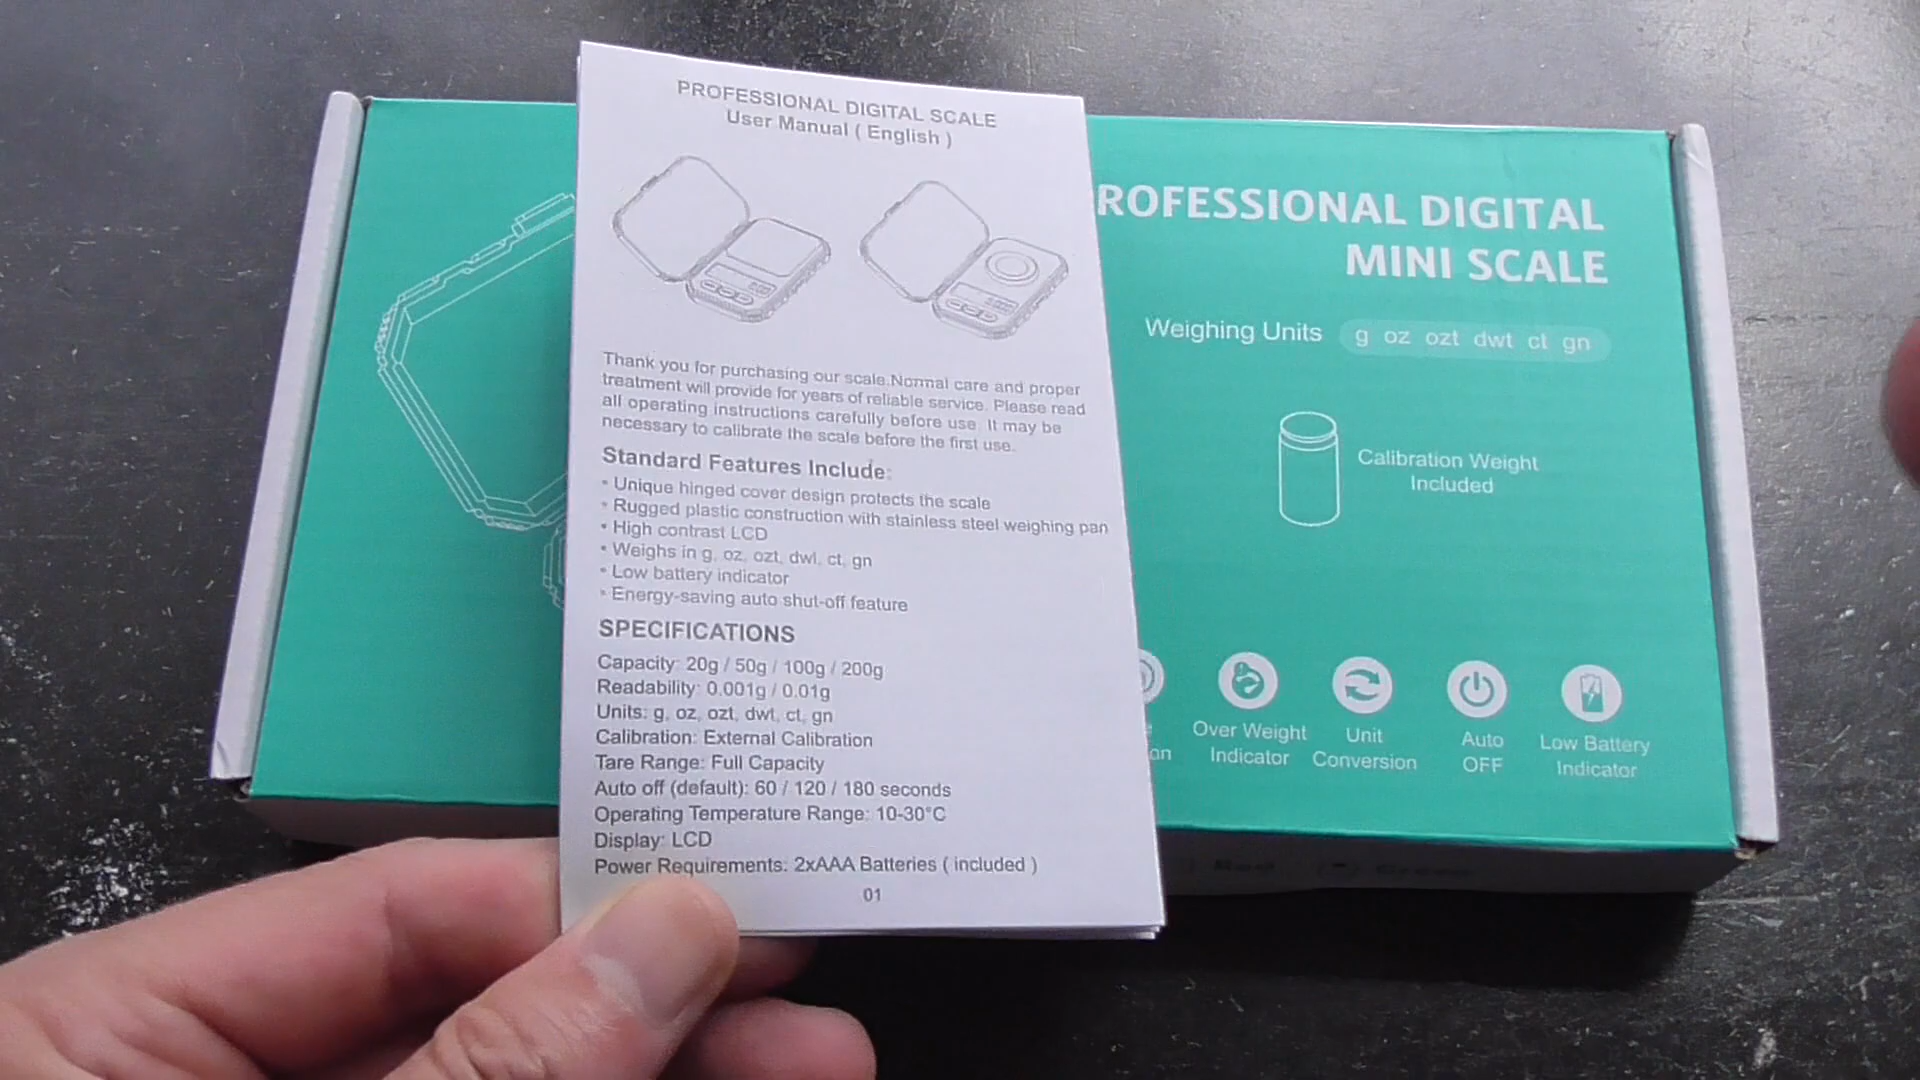 PROFESSIONAL DIGITAL SCALE
User Manual ( English )
Thank you for purchasing our scale.Normal care and proper
treatment will provide for years of reliable service. Please read
all operating instructions carefully before use. It may be
necessary to calibrate the scale before the first use.
Standard Features Include:
• Unique hinged cover design protects the scale
• Rugged plastic construction with stainless steel weighing pan
• High contrast LCD
• Weighs in g, oz, ozt, dwt, ct, gn
• Low battery indicator
• Energy-saving auto shut-off feature
SPECIFICATIONS
Capacity: 20g / 50g / 100g / 200g
Readability: 0.001g / 0.01g
Units: g, oz, ozt, dwt, ct, gn
Calibration: External Calibration
Tare Range: Full Capacity
Auto off (default): 60 / 120 / 180 seconds
Operating Temperature Range: 10-30°C
Display: LCD
Power Requirements: 2xAAA Batteries ( included )
01
ROFESSIONAL DIGITAL
MINI SCALE
Weighing Units g oz ozt dwt ct gn
Calibration Weight
Included
Over Weight
Indicator
Unit
Conversion
Auto
OFF
Low Battery
Indicator